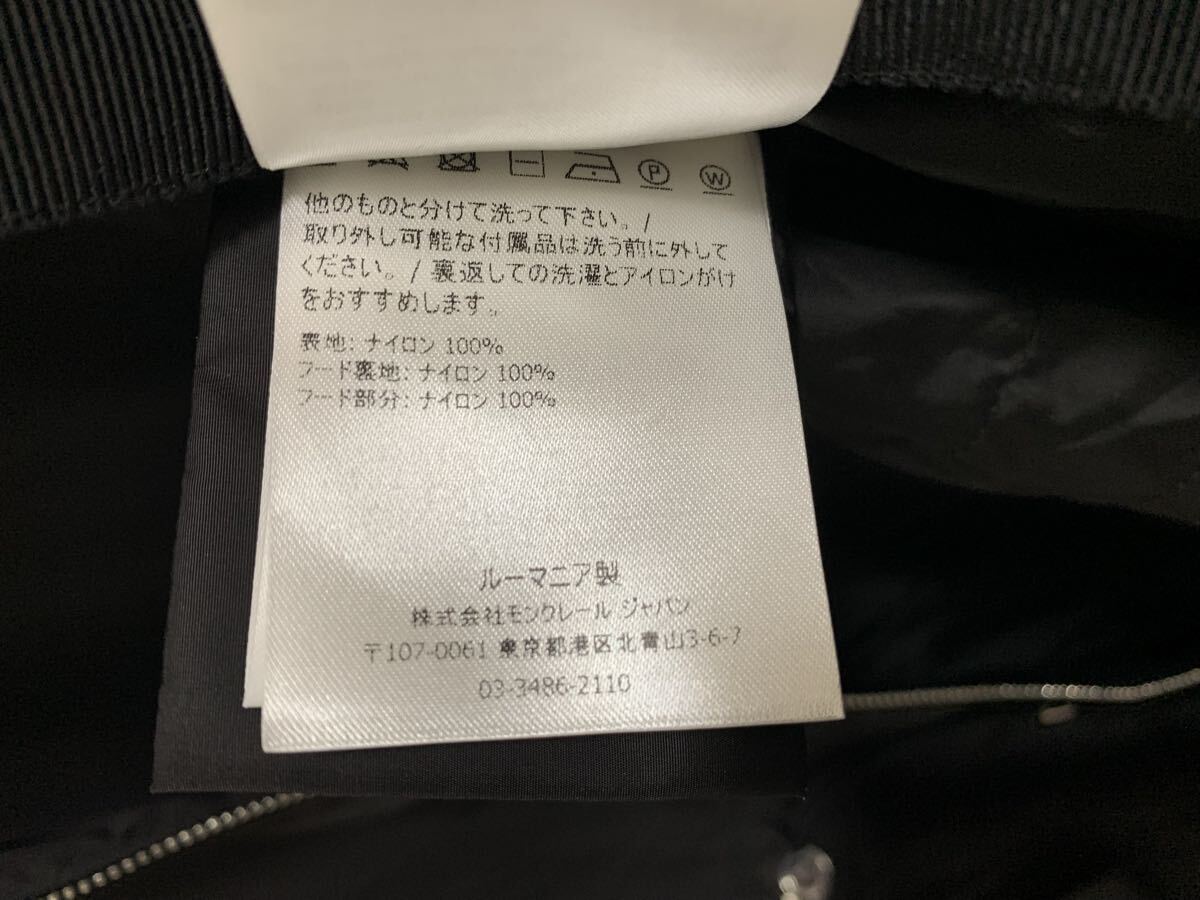 P
W
他のものと分けて洗って下さい。/
取り外し可能な付属品は洗う前に外して
ください。/ 裏返しての洗濯とアイロンがけ
をおすすめします。
表地: ナイロン 100%
フード裏地: ナイロン 100%
フード部分: ナイロン 100%
ルーマニア製
株式会社モンクレール ジャパン
〒107-0061 東京都港区北青山3-6-7
03-3486-2110